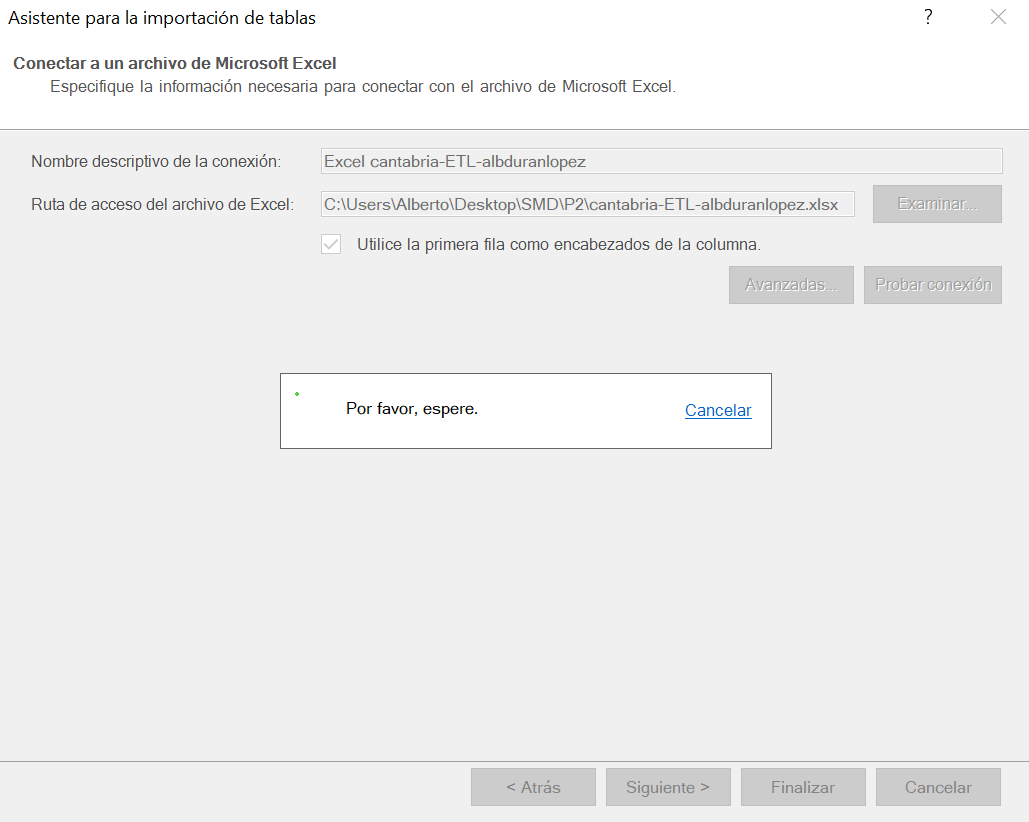 Asistente para la importación de tablas ?
Conectar a un archivo de Microsoft Excel
Especifique la información necesaria para conectar con el archivo de Microsoft Excel.
Nombre descriptivo de la conexión: Excel cantabria-ETL-albduranlopez
Ruta de acceso del archivo de Excel: C:\Users\Alberto\Desktop\SMD\P2\cantabria-ETL-albduranlopez.xlsx Examinar...
Utilice la primera fila como encabezados de la columna.
Avanzadas... Probar conexión
Por favor, espere. Cancelar
< Atrás Siguiente > Finalizar Cancelar